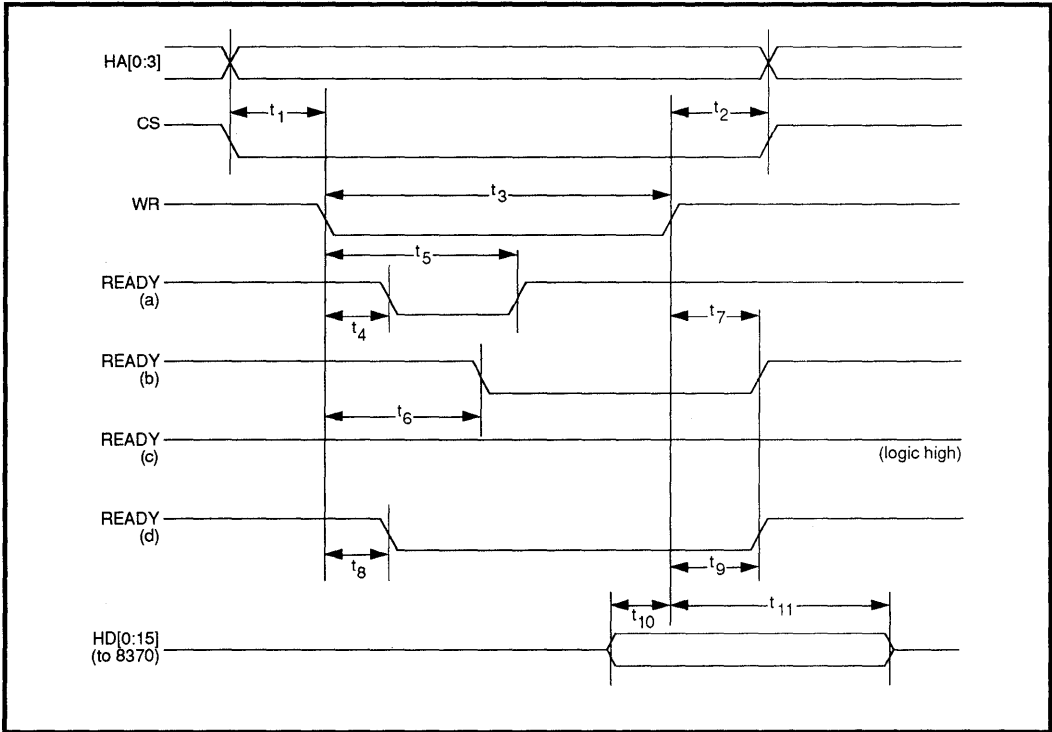 HA[0:3]
t1
t2
CS
t3
WR
t5
READY
(a)
t4
t7
READY
(b)
t6
READY
(c)
(logic high)
READY
(d)
t8
t9
t10
t11
HD[0:15]
(to 8370)